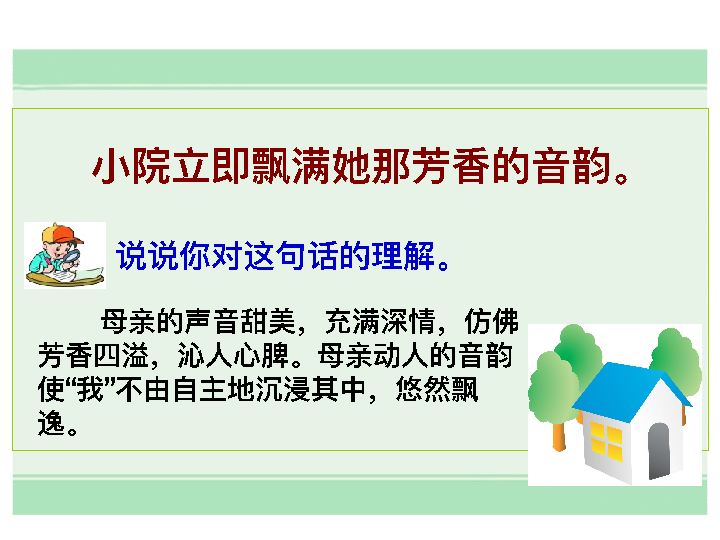 小院立即飘满她那芳香的音韵。
说说你对这句话的理解。
母亲的声音甜美，充满深情，仿佛
芳香四溢，沁人心脾。母亲动人的音韵
使“我”不由自主地沉浸其中，悠然飘
逸。